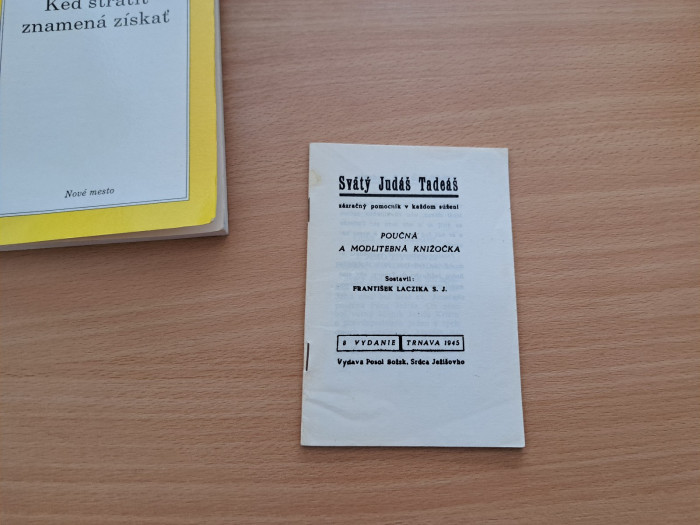 Keď stratiť
znamená získať
Nové mesto
Svätý Judáš Tadeáš
zázračný pomocník v každom súžení
POUČNÁ
A MODLITEBNÁ KNIŽOČKA
Sostavil:
FRANTIŠEK LACZIKA S. J.
8 VYDANIE TRNAVA 1945
Vydáva Posol Božsk. Srdca Ježišovho